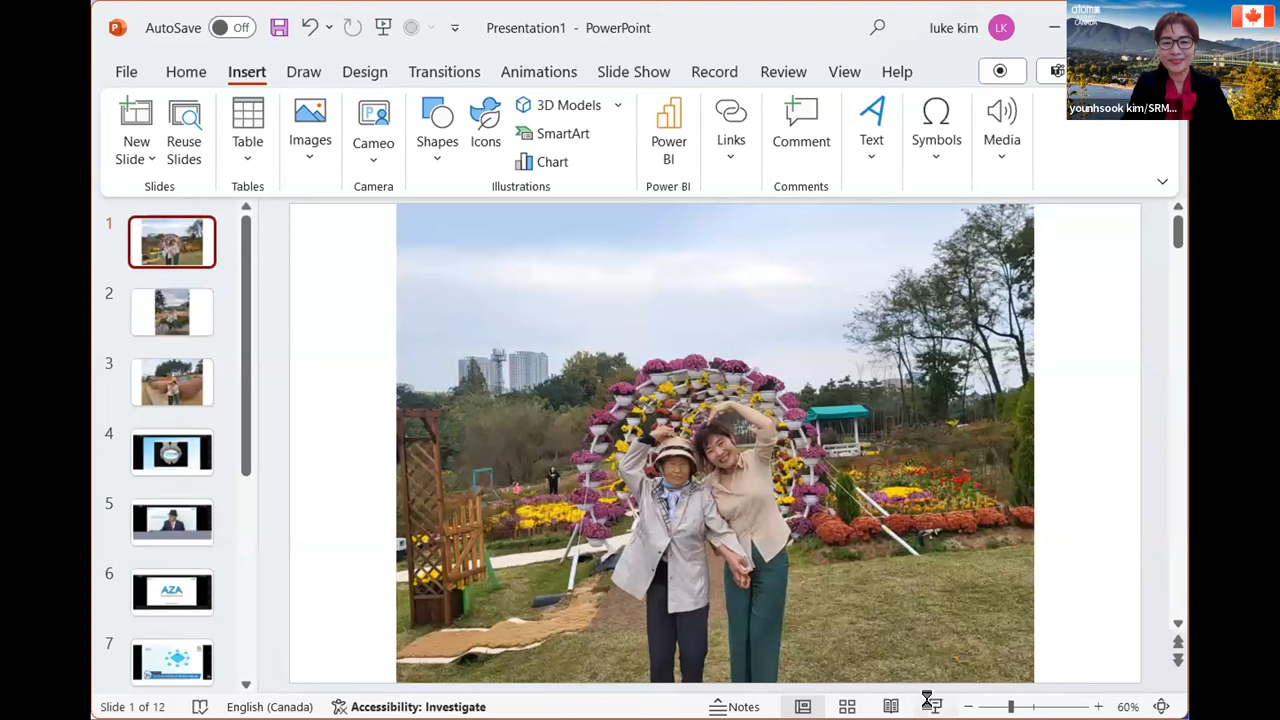 AutoSave
Off
Presentation1 - PowerPoint
luke kim
LK
File
Home
Insert
Draw
Design
Transitions
Animations
Slide Show
Record
Review
View
Help
New
Slide
Reuse
Slides
Table
Images
Cameo
Shapes
Icons
3D Models
SmartArt
Chart
Power
BI
Links
Comment
Text
Symbols
Media
Slides
Tables
Camera
Illustrations
Power BI
Comments
atom
CANADA
younhsook kim/SRM...
1
2
3
4
5
6
AZA
7
Slide 1 of 12
English (Canada)
Accessibility: Investigate
Notes
60%